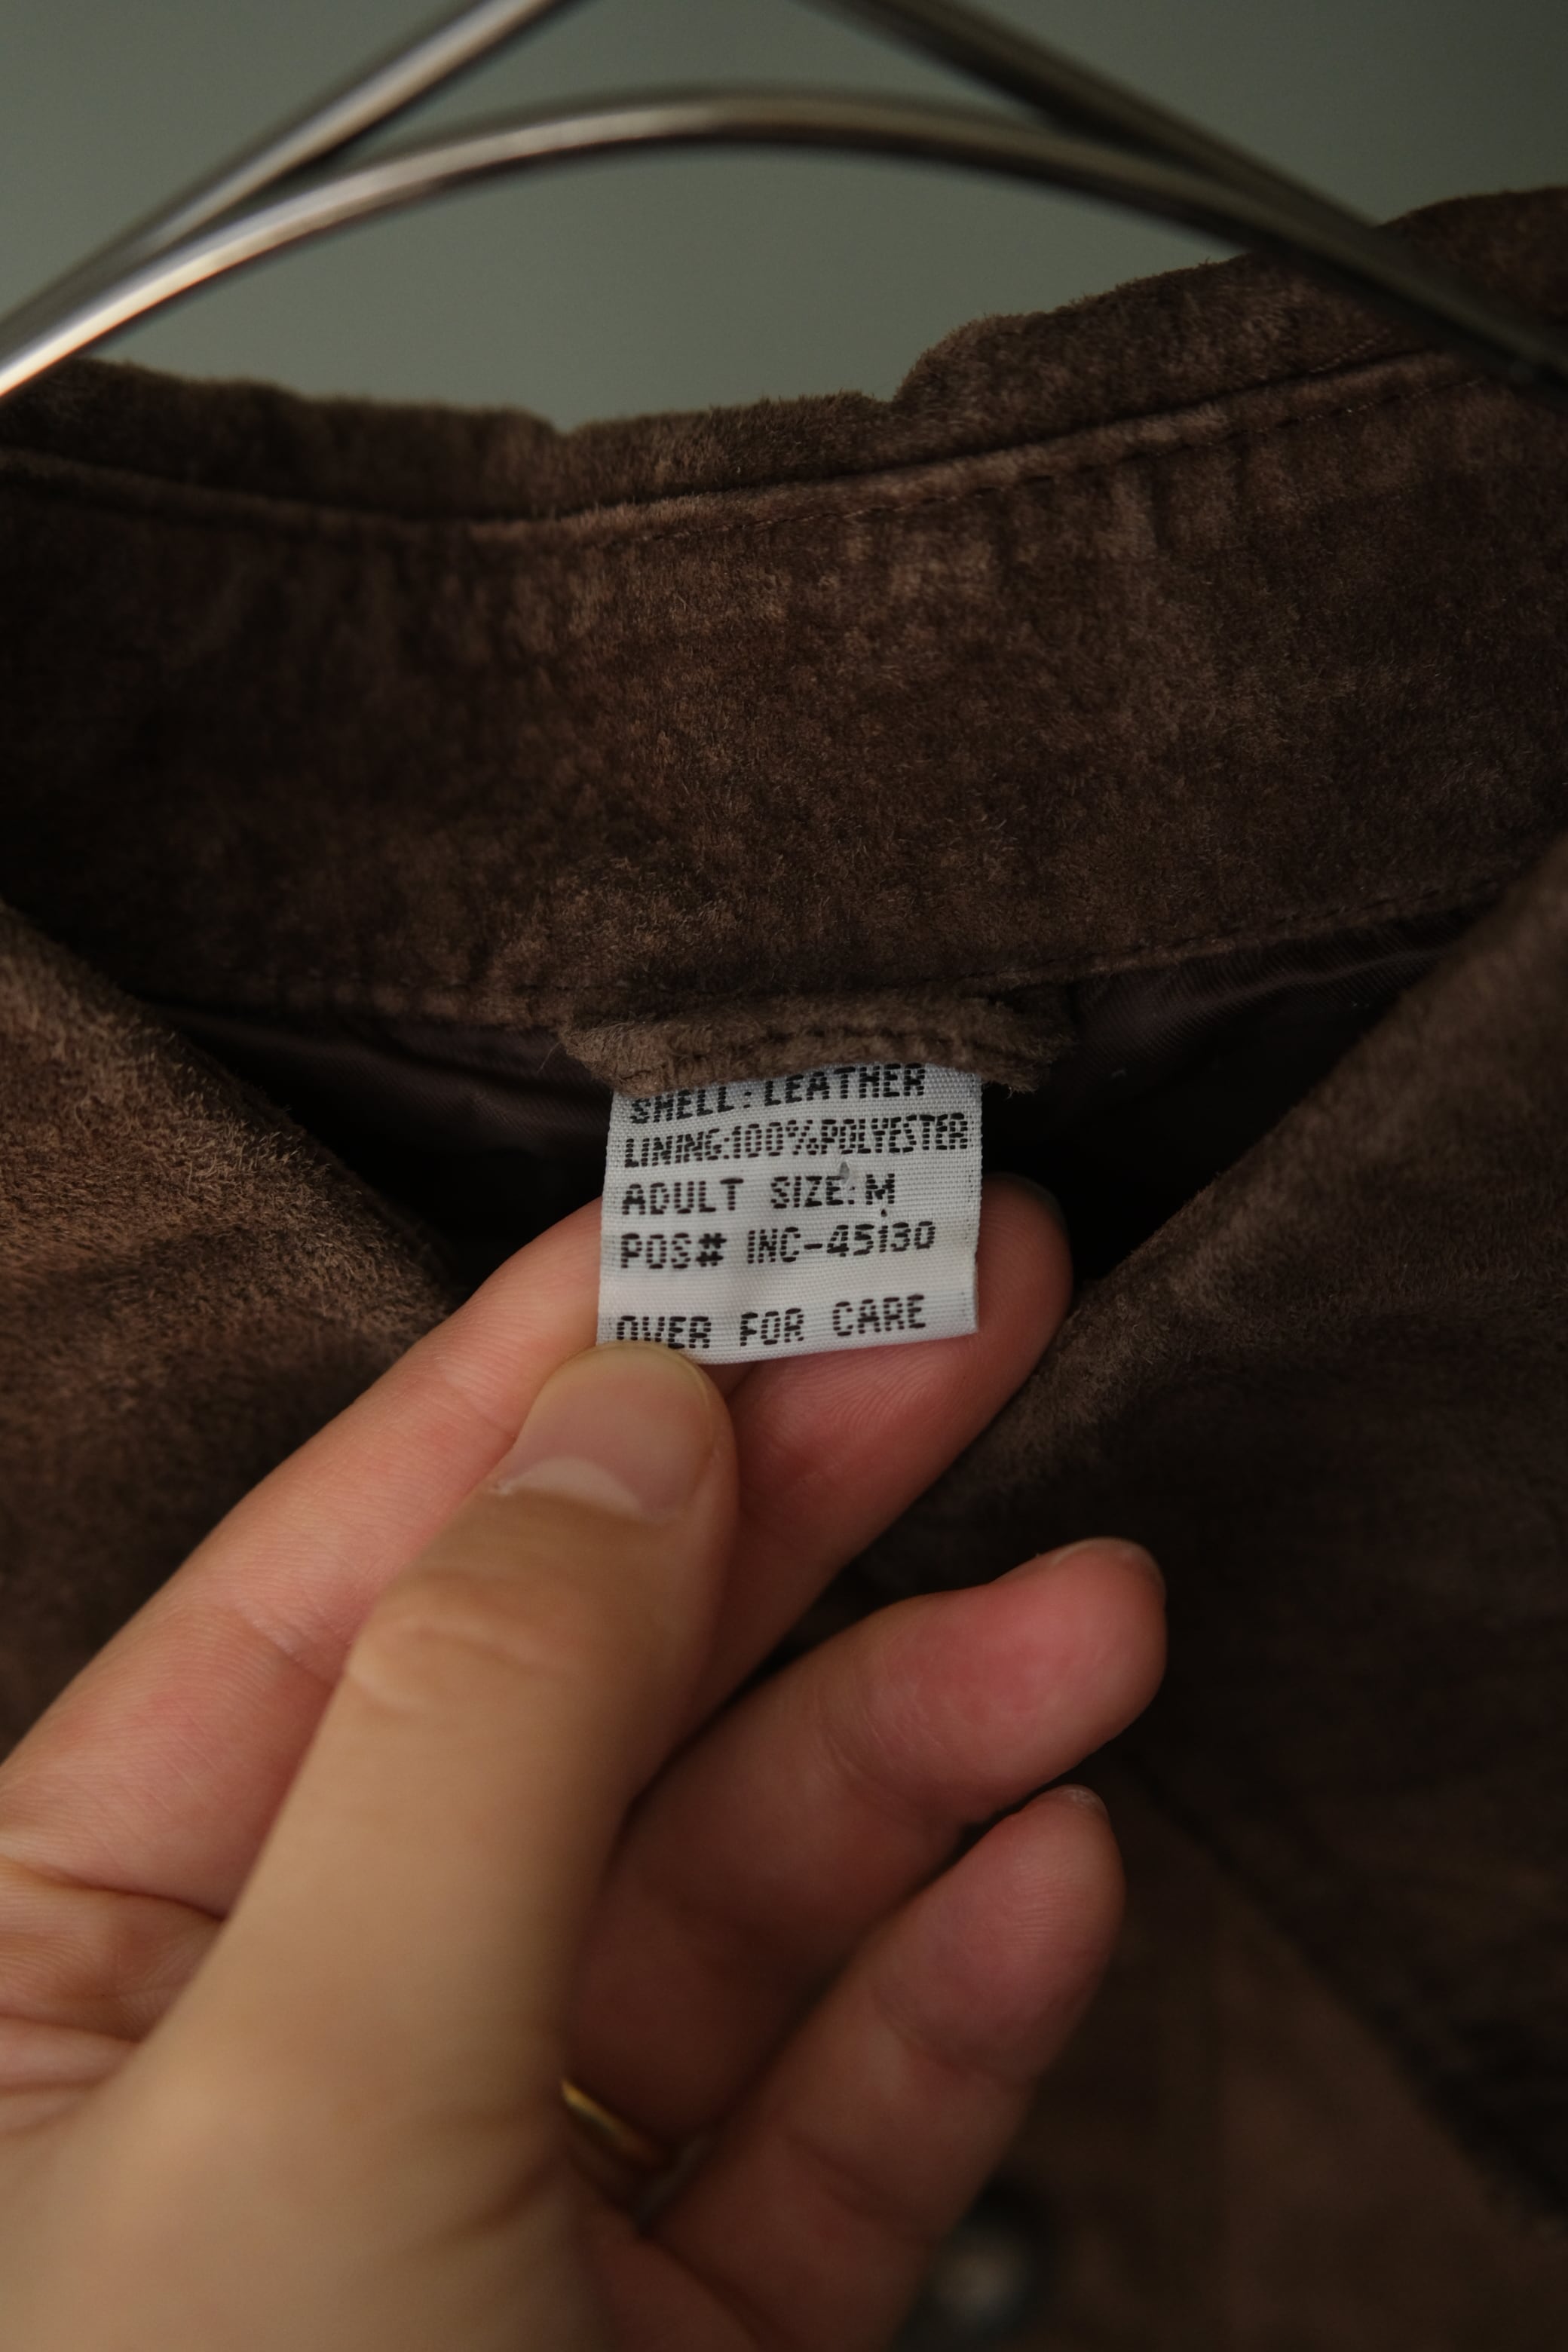 SHELL: LEATHER
LINING:100%POLYESTER
ADULT SIZE:M
POS# INC-45130
OVER FOR CARE